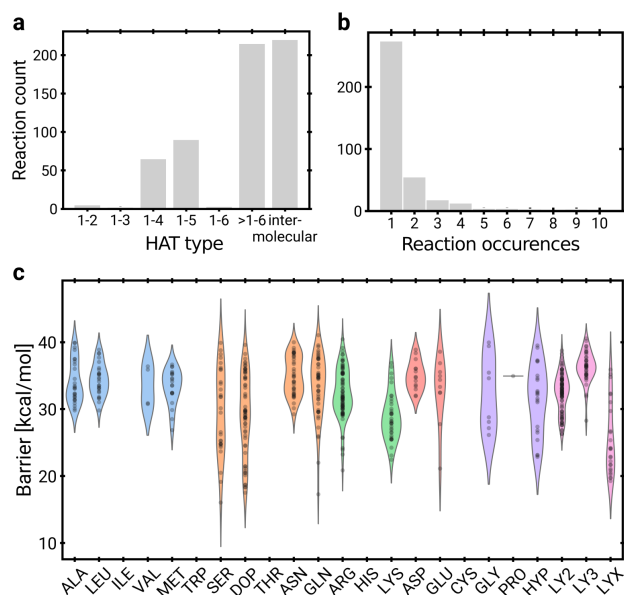 a
Reaction count
200
150
100
50
0
1-2 1-3 1-4 1-5 1-6 >1-6 inter-
molecular
HAT type
b
200
100
0
1 2 3 4 5 6 7 8 9 10
Reaction occurences
c
Barrier [kcal/mol]
40
30
20
10
ALA LEU ILE VAL MET TRP SER DOP THR ASN GLN ARG HIS LYS ASP GLU CYS GLY PRO HYP LY2 LY3 LYX